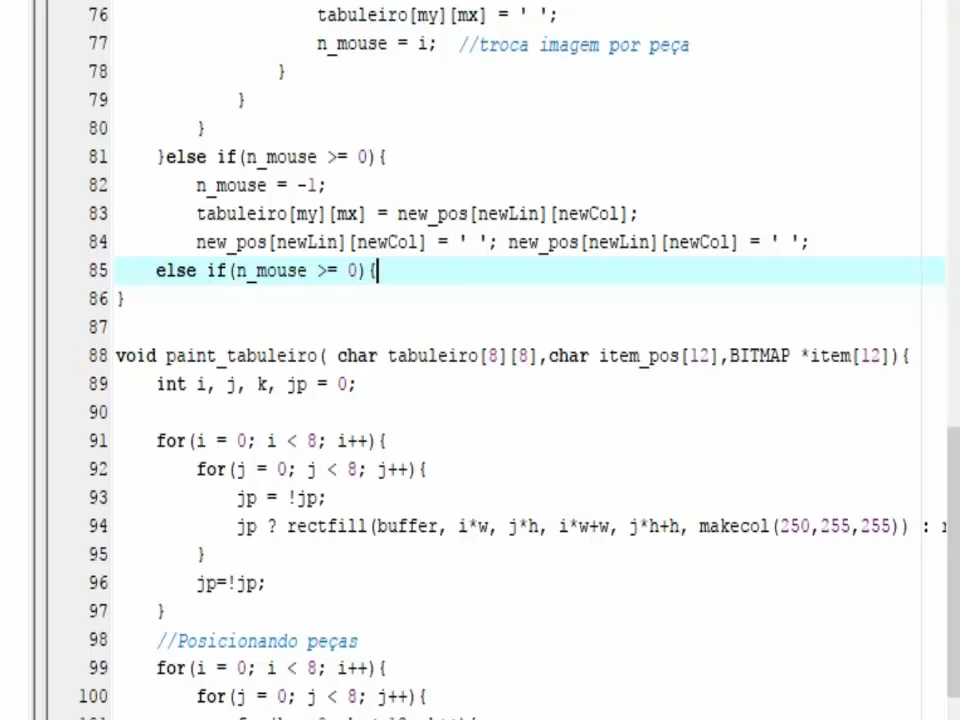 76 tabuleiro[my][mx] = ' ';
77 n_mouse = i; //troca imagem por peça
78 }
79 }
80 }
81 }else if(n_mouse >= 0){
82 n_mouse = -1;
83 tabuleiro[my][mx] = new_pos[newLin][newCol];
84 new_pos[newLin][newCol] = ' '; new_pos[newLin][newCol] = ' ';
85 else if(n_mouse >= 0){
86 }
87
88 void paint_tabuleiro( char tabuleiro[8][8],char item_pos[12],BITMAP *item[12]){
89 int i, j, k, jp = 0;
90
91 for(i = 0; i < 8; i++){
92 for(j = 0; j < 8; j++){
93 jp = !jp;
94 jp ? rectfill(buffer, i*w, j*h, i*w+w, j*h+h, makecol(250,255,255)) :
95 }
96 jp=!jp;
97 }
98 //Posicionando peças
99 for(i = 0; i < 8; i++){
100 for(j = 0; j < 8; j++){